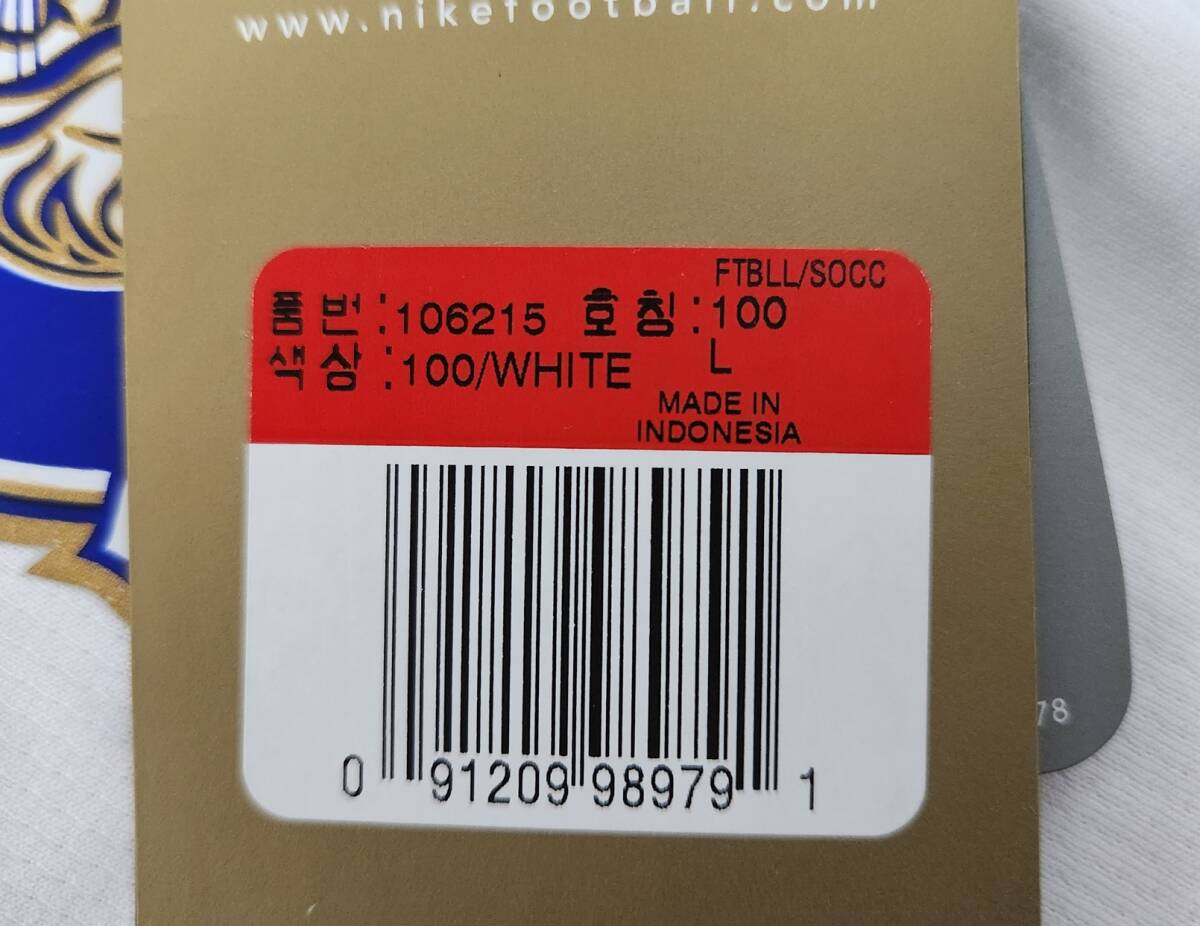 www.nikefootball.com
FTBLL/SOCC
품번:106215 호칭:100
색상:100/WHITE L
MADE IN
INDONESIA
0 91209 98979 1
78